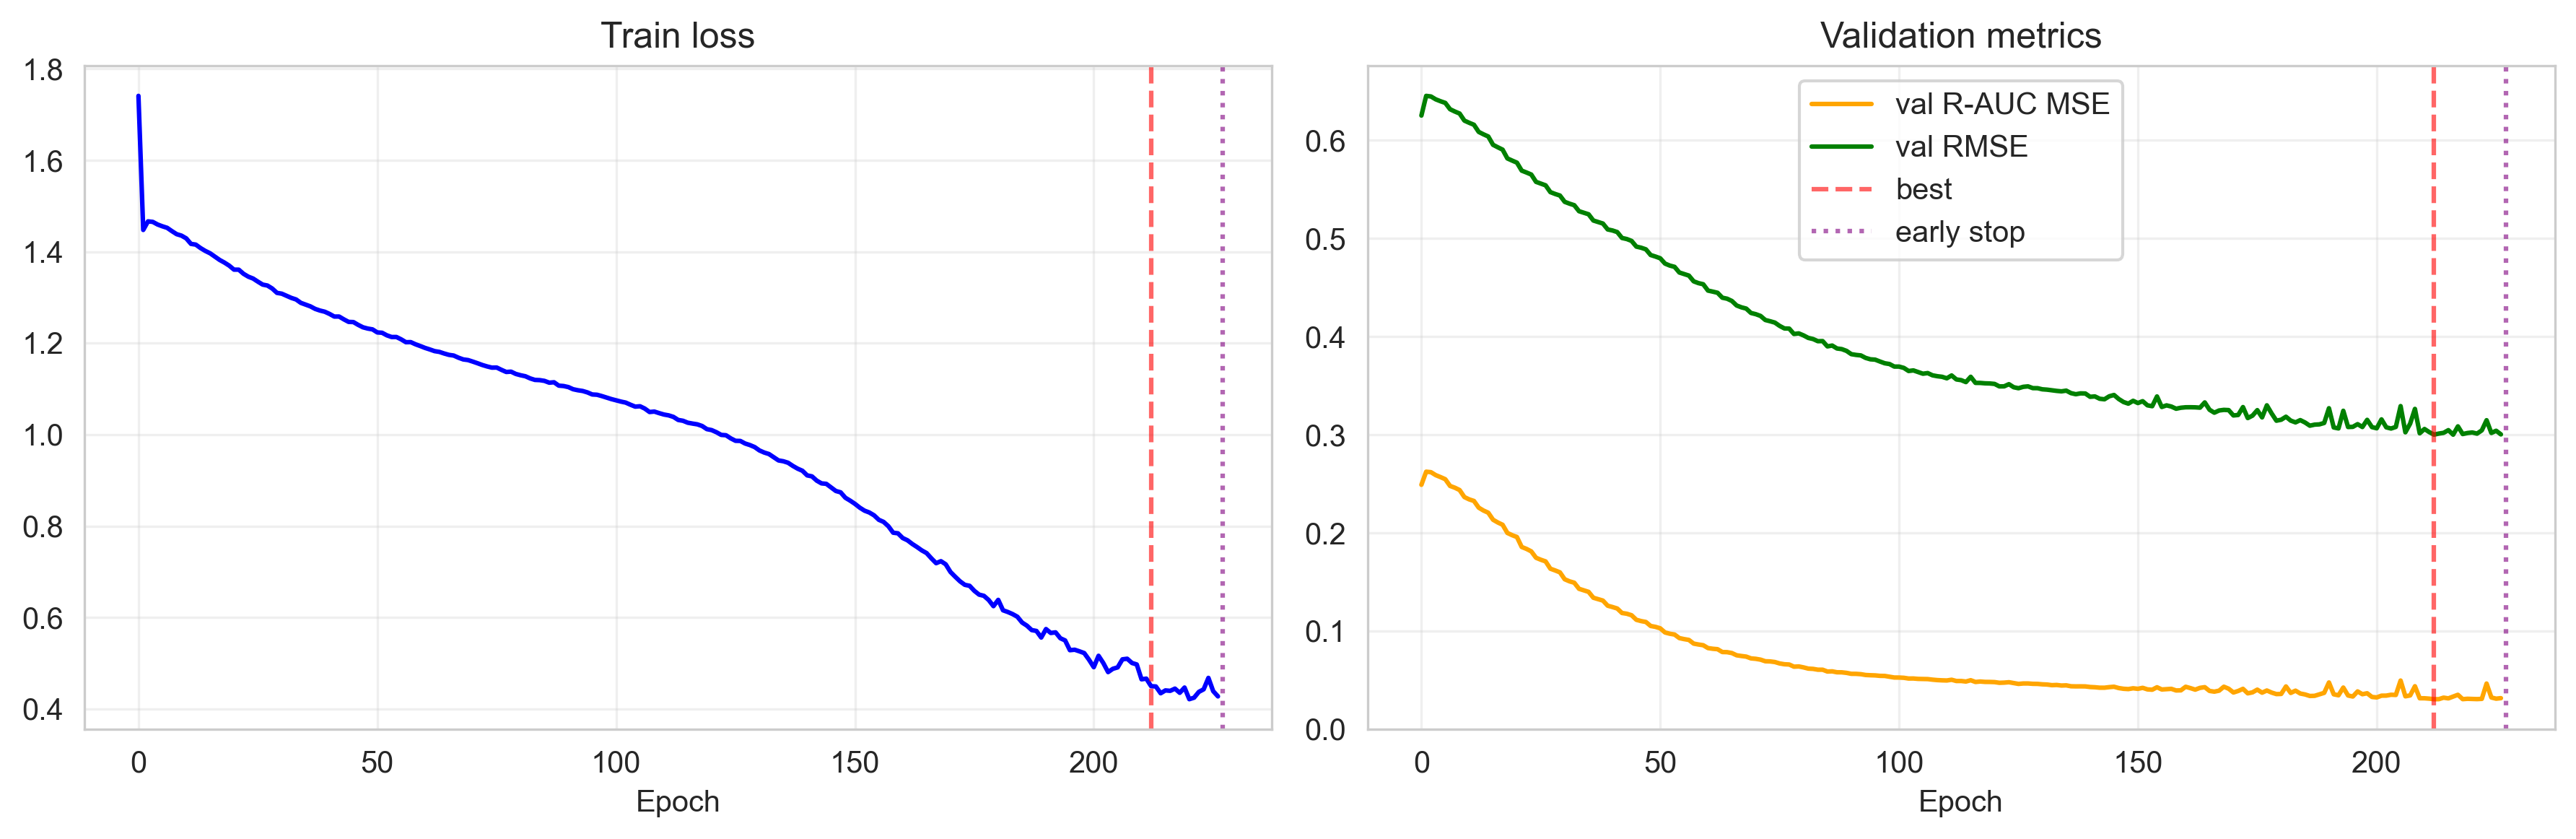 Train loss
1.8
1.6
1.4
1.2
1.0
0.8
0.6
0.4
0 50 100 150 200
Epoch
Validation metrics
val R-AUC MSE
val RMSE
best
early stop
0.6
0.5
0.4
0.3
0.2
0.1
0.0
0 50 100 150 200
Epoch